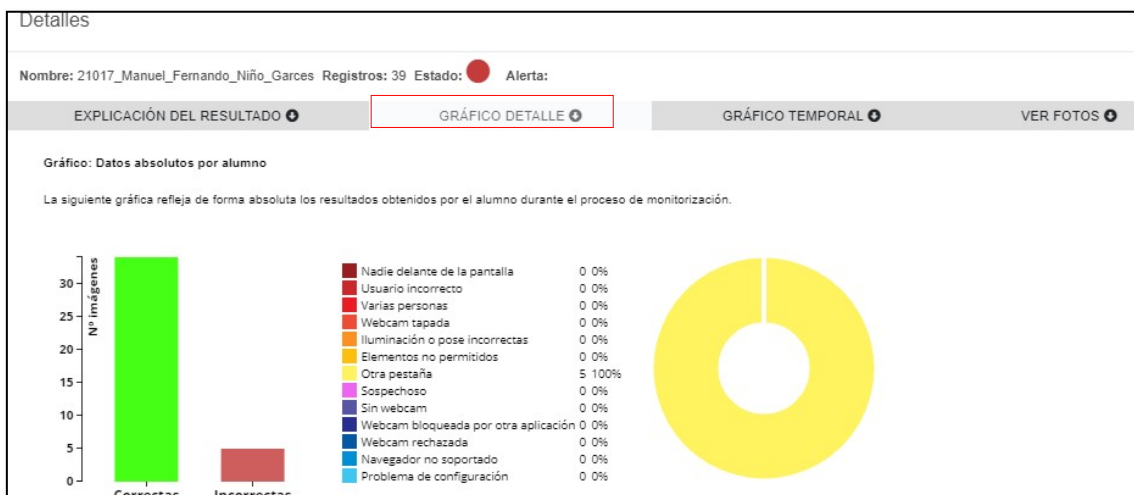 Detalles
Nombre: 21017_Manuel_Fernando_Niño_Garces Registros: 39 Estado: Alerta:
EXPLICACIÓN DEL RESULTADO GRÁFICO DETALLE GRÁFICO TEMPORAL VER FOTOS
Gráfico: Datos absolutos por alumno
La siguiente gráfica refleja de forma absoluta los resultados obtenidos por el alumno durante el proceso de monitorización.
Nº imágenes
30
25
20
15
10
5
0
Correctas Incorrectas
Nadie delante de la pantalla 0 0%
Usuario incorrecto 0 0%
Varias personas 0 0%
Webcam tapada 0 0%
Iluminación o pose incorrectas 0 0%
Elementos no permitidos 0 0%
Otra pestaña 5 100%
Sospechoso 0 0%
Sin webcam 0 0%
Webcam bloqueada por otra aplicación 0 0%
Webcam rechazada 0 0%
Navegador no soportado 0 0%
Problema de configuración 0 0%